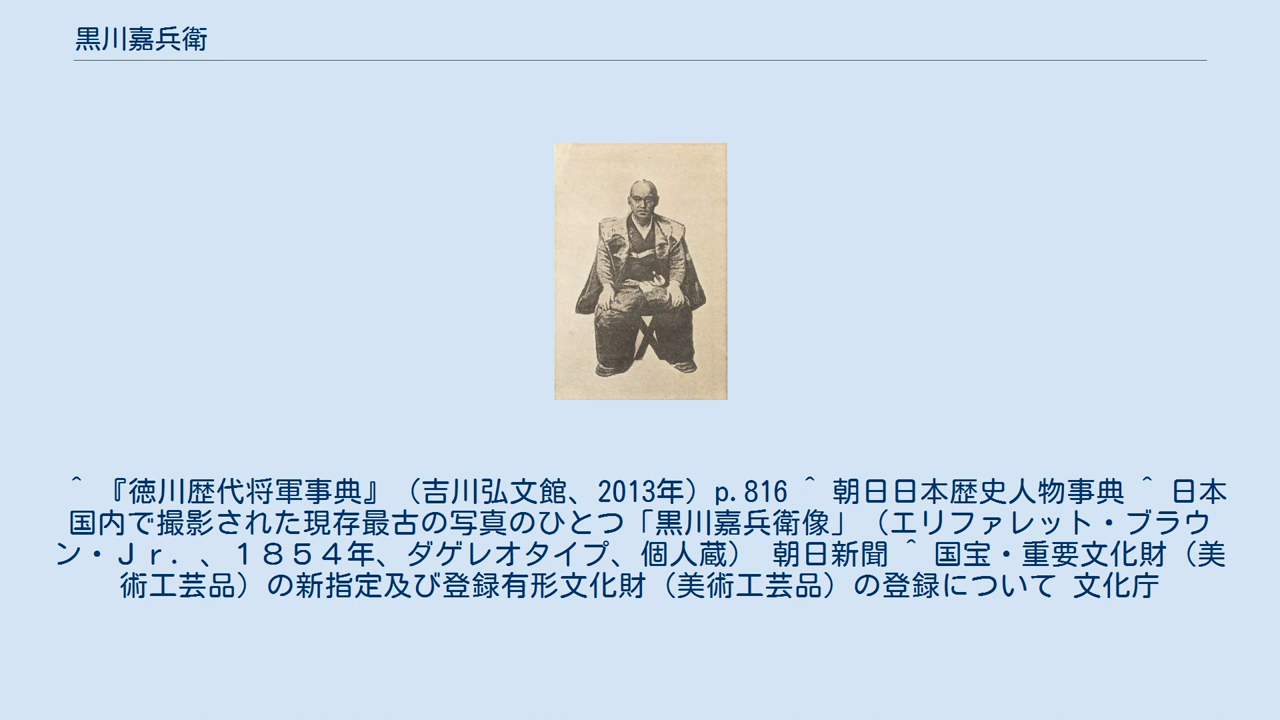 黒川嘉兵衛
^ 『徳川歴代将軍事典』（吉川弘文館、2013年）p.816 ^ 朝日日本歴史人物事典 ^ 日本
国内で撮影された現存最古の写真のひとつ「黒川嘉兵衛像」（エリファレット・ブラウ
ン・Ｊｒ．、１８５４年、ダゲレオタイプ、個人蔵） 朝日新聞 ^ 国宝・重要文化財（美
術工芸品）の新指定及び登録有形文化財（美術工芸品）の登録について 文化庁